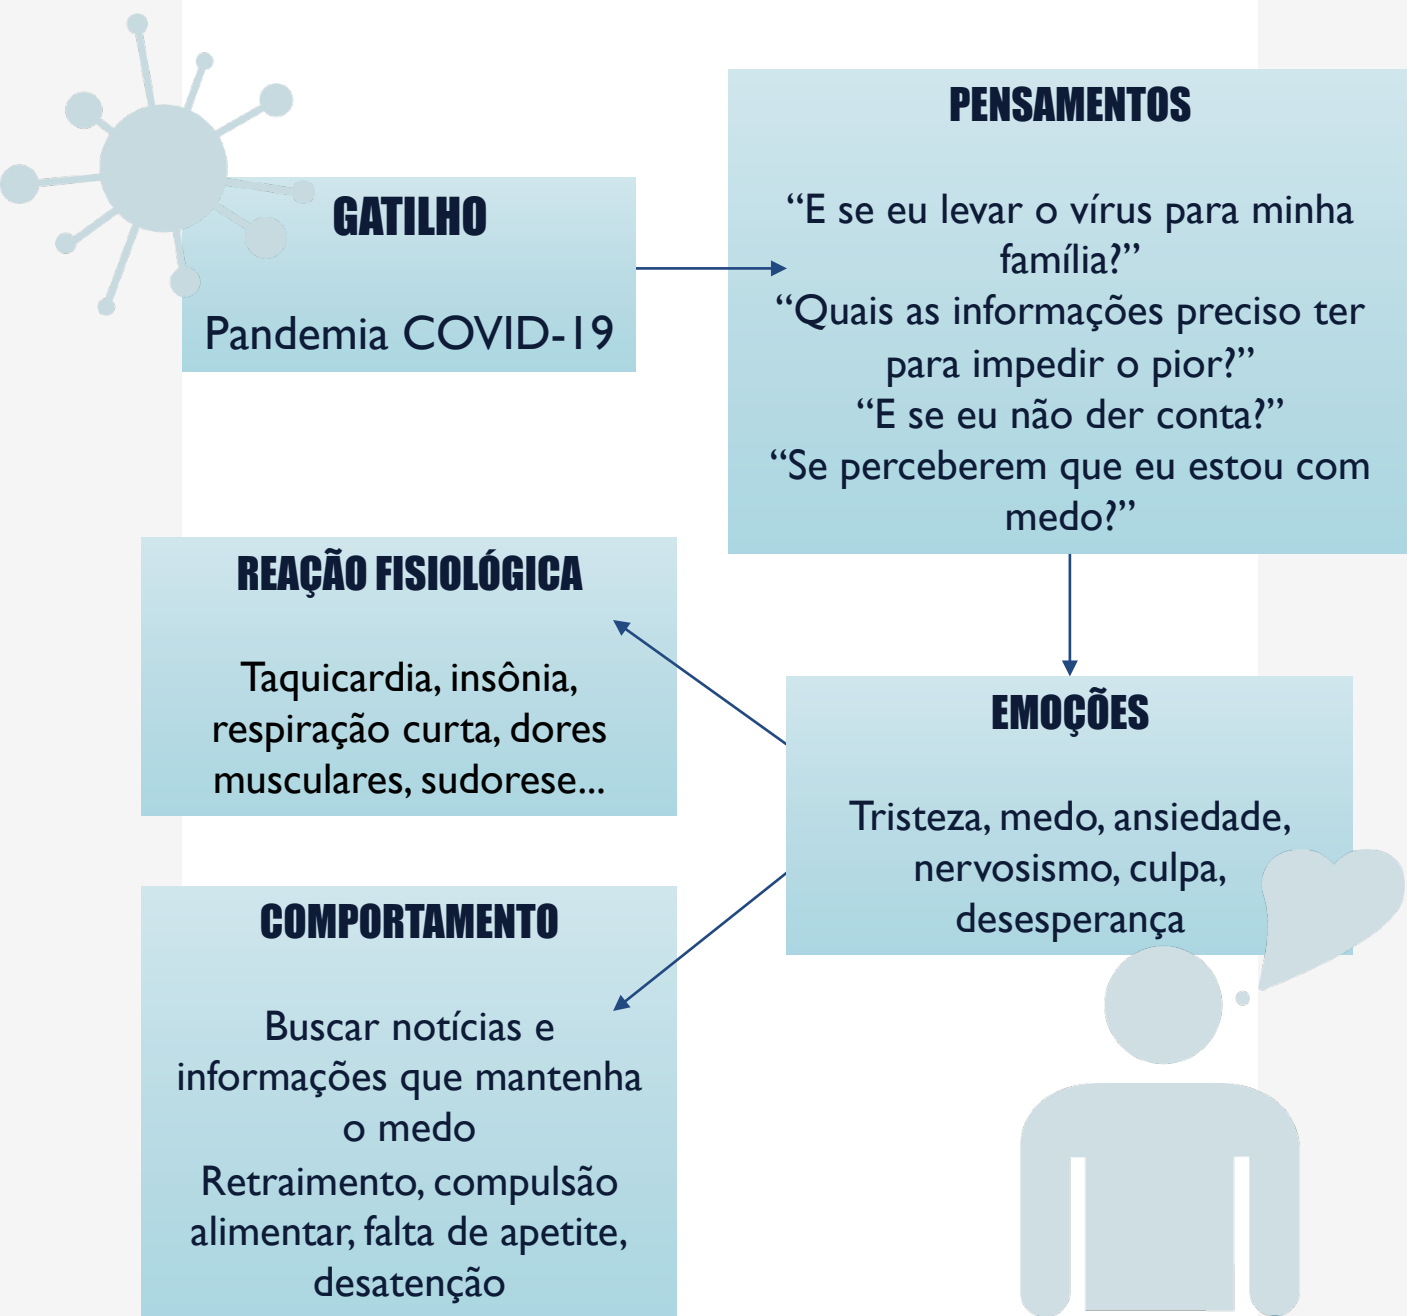 GATILHO
Pandemia COVID-19
PENSAMENTOS
“E se eu levar o vírus para minha
família?”
“Quais as informações preciso ter
para impedir o pior?”
“E se eu não der conta?”
“Se perceberem que eu estou com
medo?”
EMOÇÕES
Tristeza, medo, ansiedade,
nervosismo, culpa,
desesperança
REAÇÃO FISIOLÓGICA
Taquicardia, insônia,
respiração curta, dores
musculares, sudorese...
COMPORTAMENTO
Buscar notícias e
informações que mantenha
o medo
Retraimento, compulsão
alimentar, falta de apetite,
desatenção